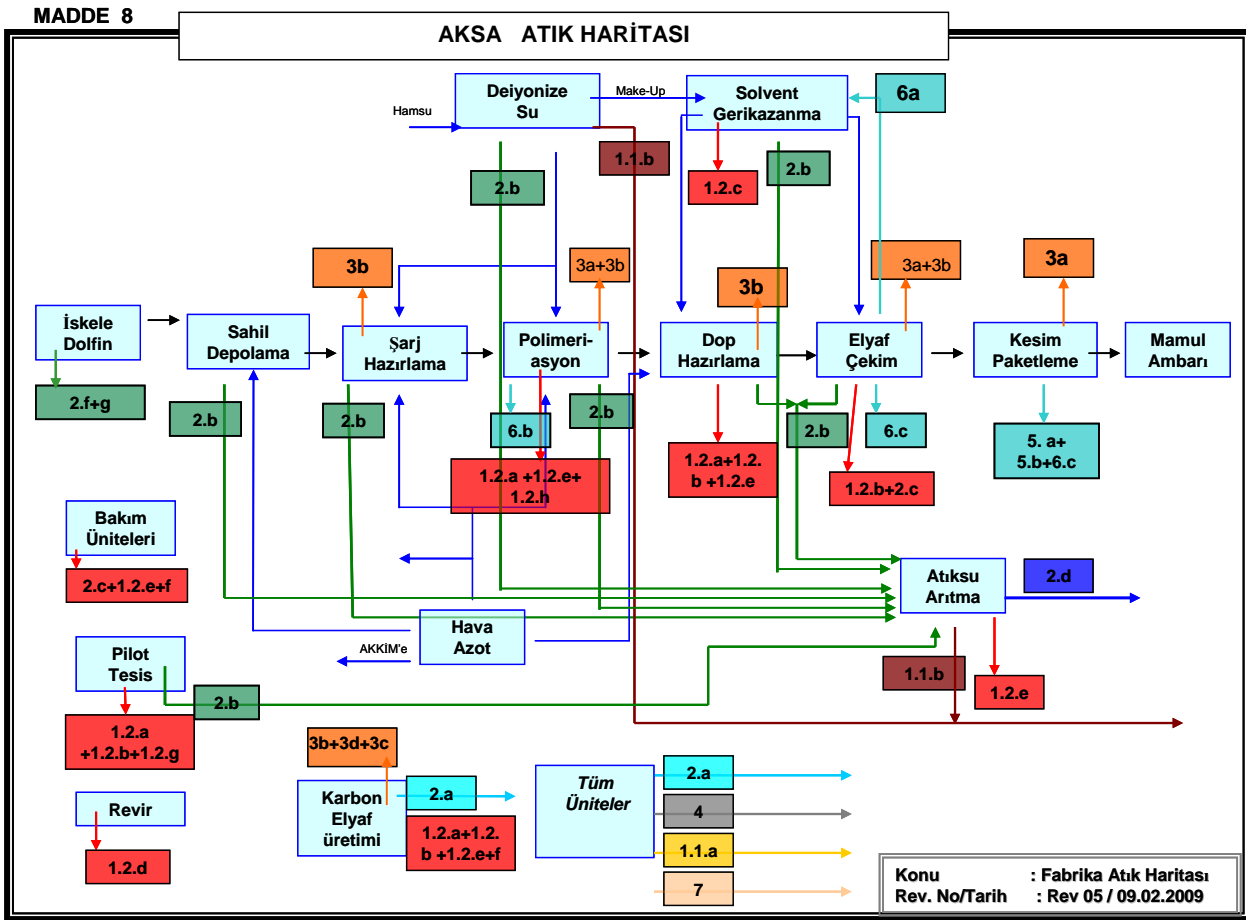 MADDE 8
AKSA ATIK HARİTASI
Deiyonize
Su
Make-Up
Solvent
Gerikazanma
6a
Hamsu
1.1.b
2.b
1.2.c
2.b
3b
3a+3b
3b
3a+3b
3a
İskele
Dolfin
Sahil
Depolama
Şarj
Hazırlama
Polimeri-
asyon
Dop
Hazırlama
Elyaf
Çekim
Kesim
Paketleme
Mamul
Ambarı
2.f+g
2.b
2.b
6.b
2.b
2.b
6.c
5. a+
5.b+6.c
1.2.a +1.2.e+
1.2.h
1.2.a+1.2.
b +1.2.e
1.2.b+2.c
Bakım
Üniteleri
2.c+1.2.e+f
Atıksu
Arıtma
2.d
Hava
Azot
AKKİM'e
Pilot
Tesis
2.b
1.1.b
1.2.e
1.2.a
+1.2.b+1.2.g
3b+3d+3c
Karbon
Elyaf
üretimi
2.a
1.2.a+1.2.
b +1.2.e+f
Tüm
Üniteler
2.a
4
1.1.a
7
Revir
1.2.d
Konu : Fabrika Atık Haritası
Rev. No/Tarih : Rev 05 / 09.02.2009